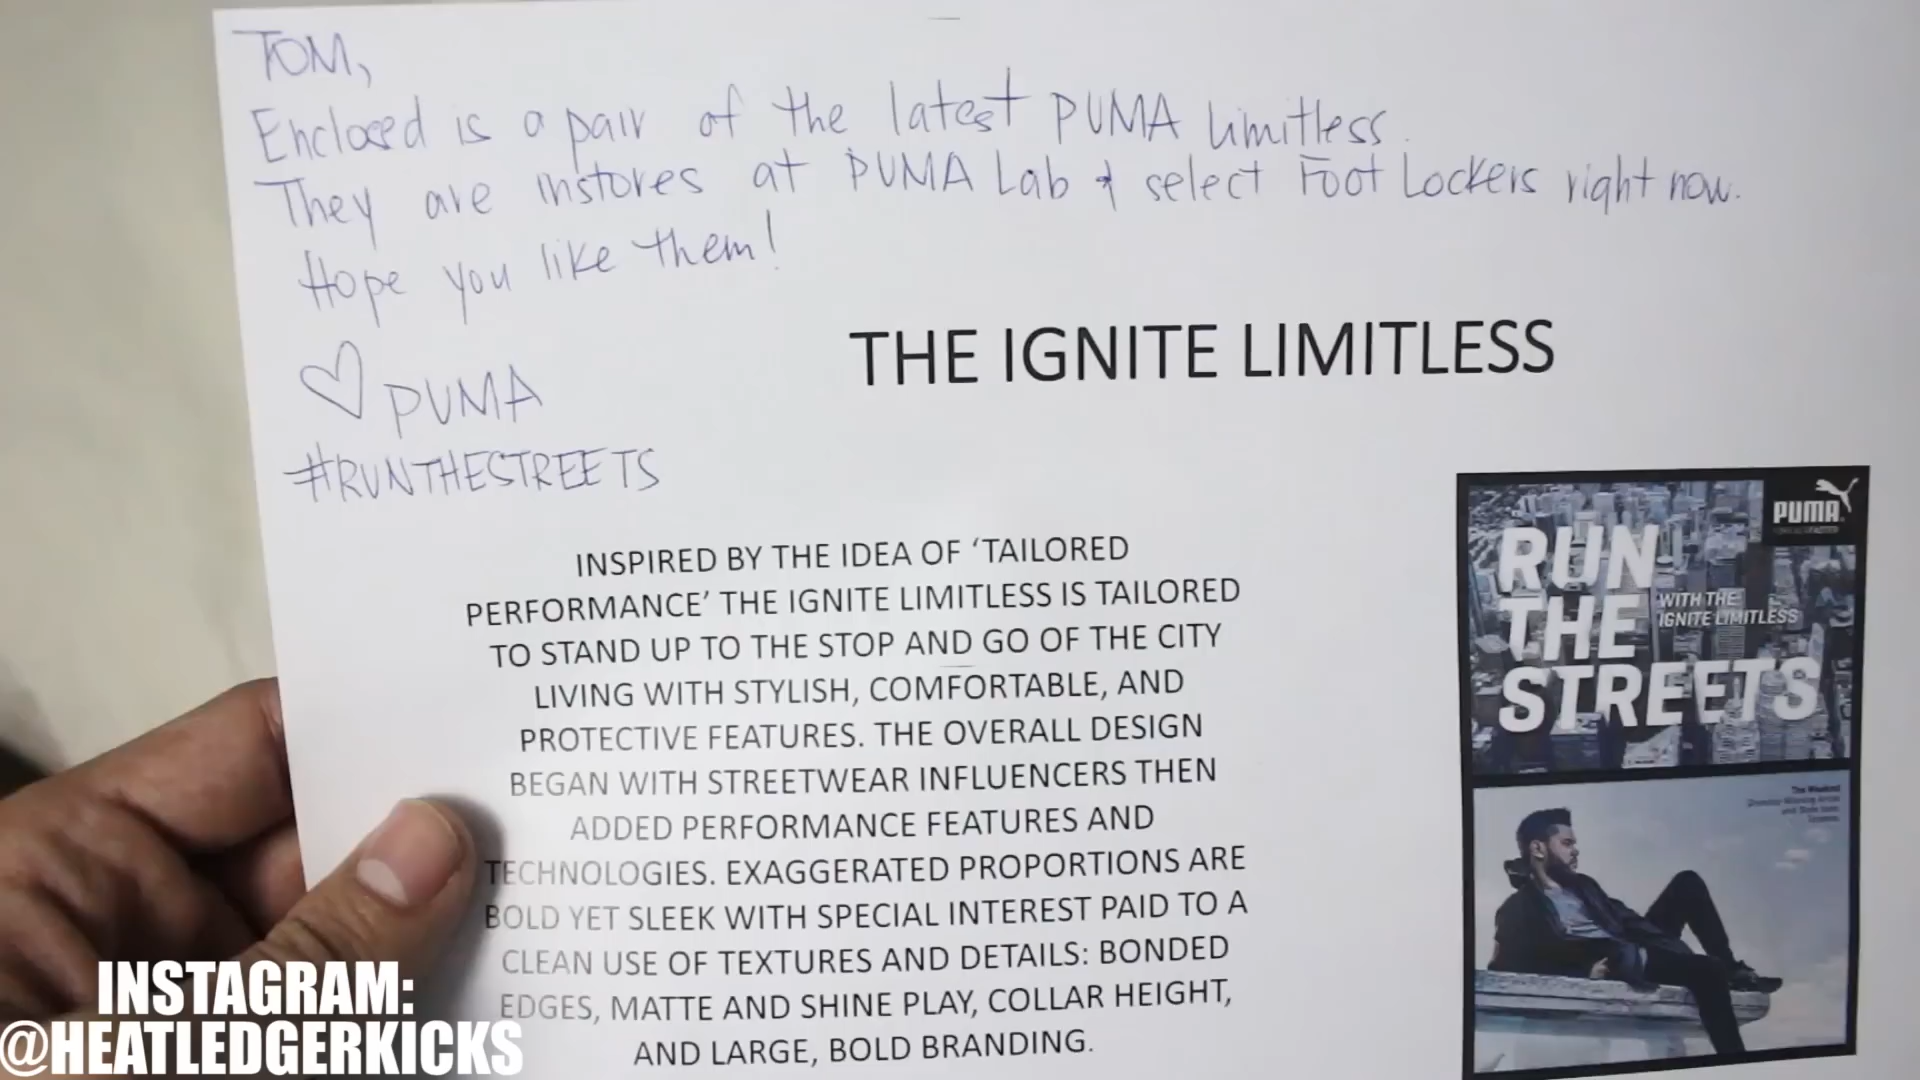 TOM,
Enclosed is a pair of the latest PUMA Limitless.
They are instores at PUMA Lab & select Foot Lockers right now.
Hope you like them!
♡ PUMA
#RUNTHESTREETS
THE IGNITE LIMITLESS
INSPIRED BY THE IDEA OF ‘TAILORED
PERFORMANCE’ THE IGNITE LIMITLESS IS TAILORED
TO STAND UP TO THE STOP AND GO OF THE CITY
LIVING WITH STYLISH, COMFORTABLE, AND
PROTECTIVE FEATURES. THE OVERALL DESIGN
BEGAN WITH STREETWEAR INFLUENCERS THEN
ADDED PERFORMANCE FEATURES AND
TECHNOLOGIES. EXAGGERATED PROPORTIONS ARE
BOLD YET SLEEK WITH SPECIAL INTEREST PAID TO A
CLEAN USE OF TEXTURES AND DETAILS: BONDED
EDGES, MATTE AND SHINE PLAY, COLLAR HEIGHT,
AND LARGE, BOLD BRANDING.
PUMA
RUN
THE
WITH THE
IGNITE LIMITLESS
STREETS
The Weeknd
INSTAGRAM:
@HEATLEDGERKICKS